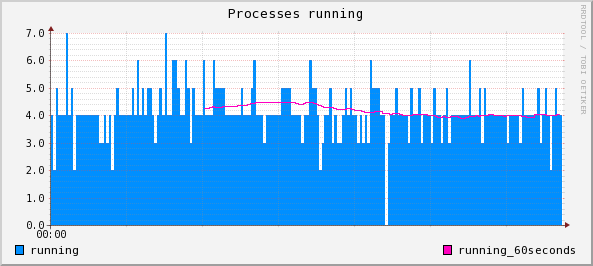 Processes running
RRDTOOL / TOBI OETIKER
7.0
6.0
5.0
4.0
3.0
2.0
1.0
0.0
00:00
running
running_60seconds